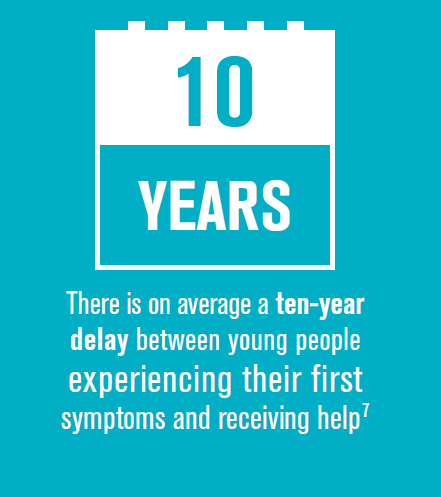 10
YEARS
There is on average a ten-year
delay between young people
experiencing their first
symptoms and receiving help7